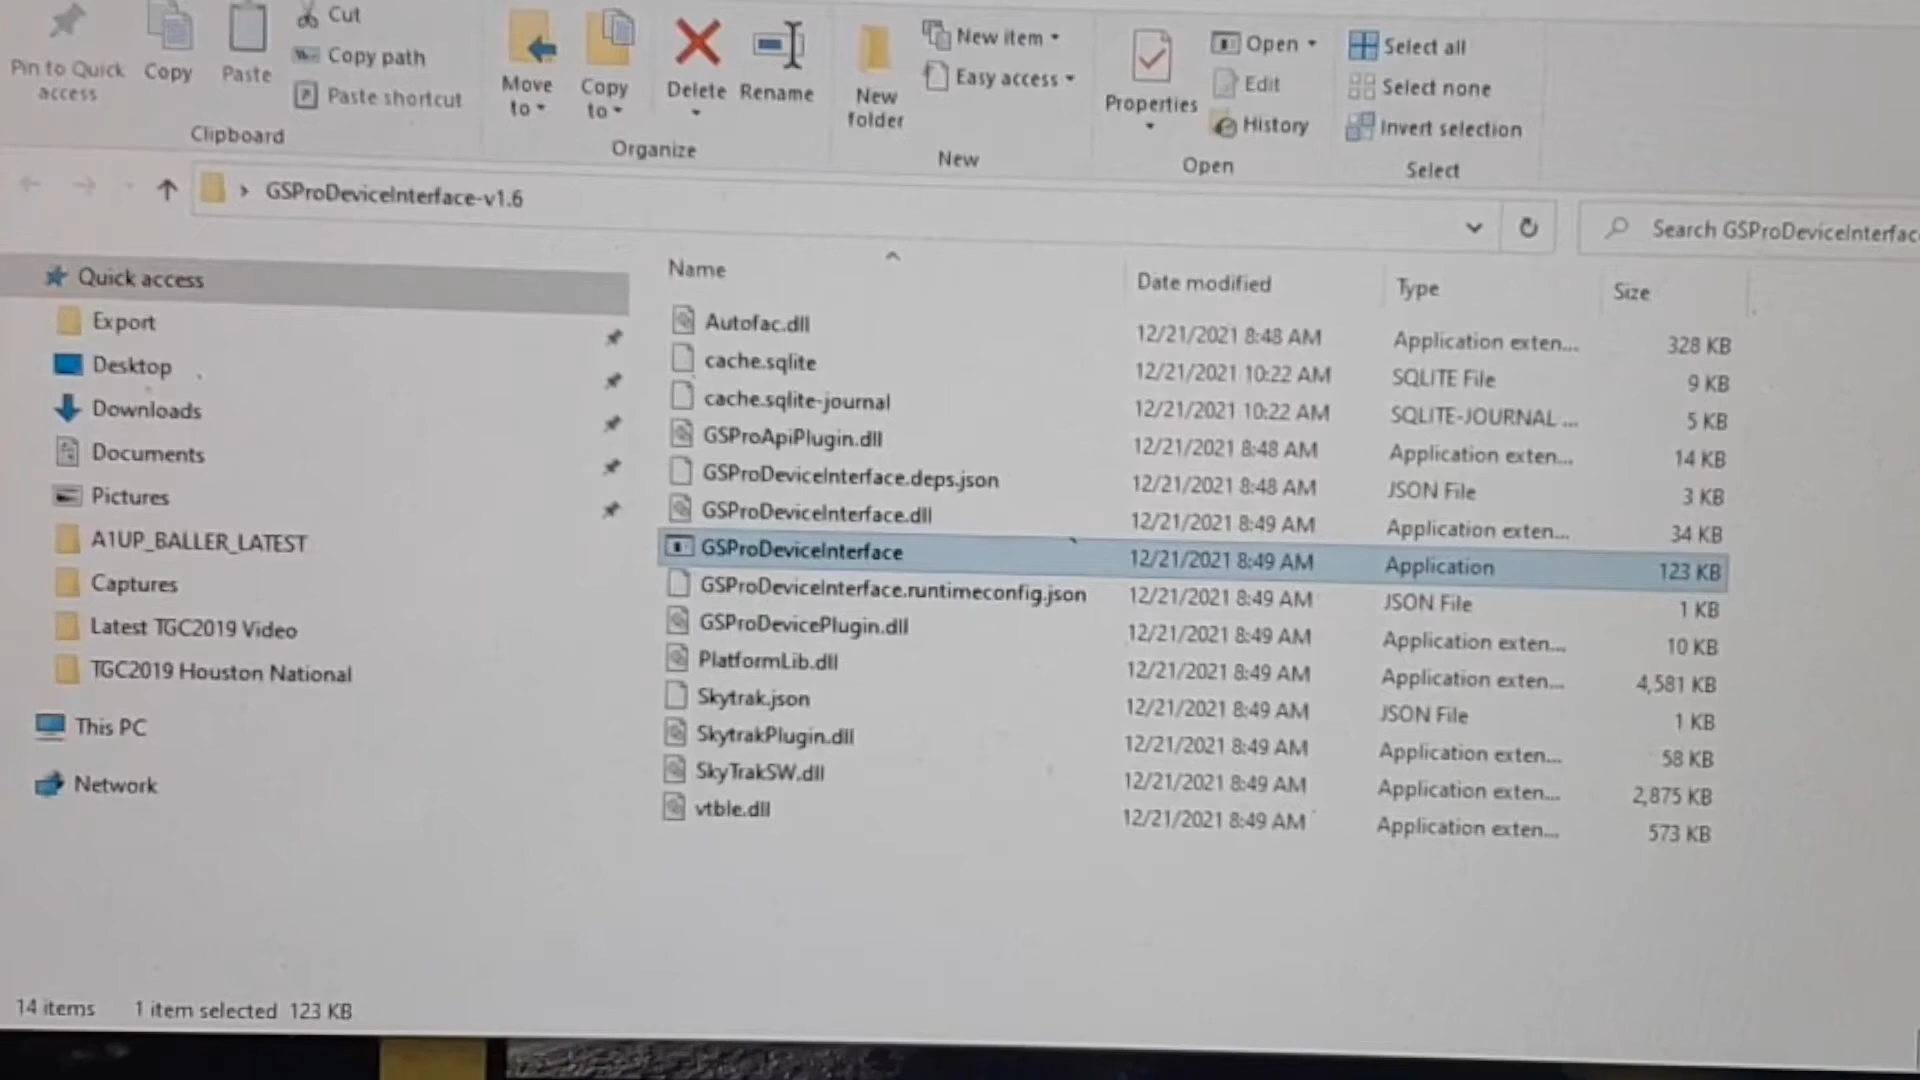 Pin to Quick access
Copy
Paste
Cut
Copy path
Paste shortcut
Clipboard
Move to
Copy to
Delete
Rename
Organize
New folder
New item
Easy access
New
Properties
Open
Edit
History
Open
Select all
Select none
Invert selection
Select
GSProDeviceInterface-v1.6
Search GSProDeviceInterfac
Quick access
Export
Desktop
Downloads
Documents
Pictures
A1UP_BALLER_LATEST
Captures
Latest TGC2019 Video
TGC2019 Houston National
This PC
Network
Name Date modified Type Size
Autofac.dll 12/21/2021 8:48 AM Application exten... 328 KB
cache.sqlite 12/21/2021 10:22 AM SQLITE File 9 KB
cache.sqlite-journal 12/21/2021 10:22 AM SQLITE-JOURNAL ... 5 KB
GSProApiPlugin.dll 12/21/2021 8:48 AM Application exten... 14 KB
GSProDeviceInterface.deps.json 12/21/2021 8:48 AM JSON File 3 KB
GSProDeviceInterface.dll 12/21/2021 8:49 AM Application exten... 34 KB
GSProDeviceInterface 12/21/2021 8:49 AM Application 123 KB
GSProDeviceInterface.runtimeconfig.json 12/21/2021 8:49 AM JSON File 1 KB
GSProDevicePlugin.dll 12/21/2021 8:49 AM Application exten... 10 KB
PlatformLib.dll 12/21/2021 8:49 AM Application exten... 4,581 KB
Skytrak.json 12/21/2021 8:49 AM JSON File 1 KB
SkytrakPlugin.dll 12/21/2021 8:49 AM Application exten... 58 KB
SkyTrakSW.dll 12/21/2021 8:49 AM Application exten... 2,875 KB
vtble.dll 12/21/2021 8:49 AM Application exten... 573 KB
14 items 1 item selected 123 KB